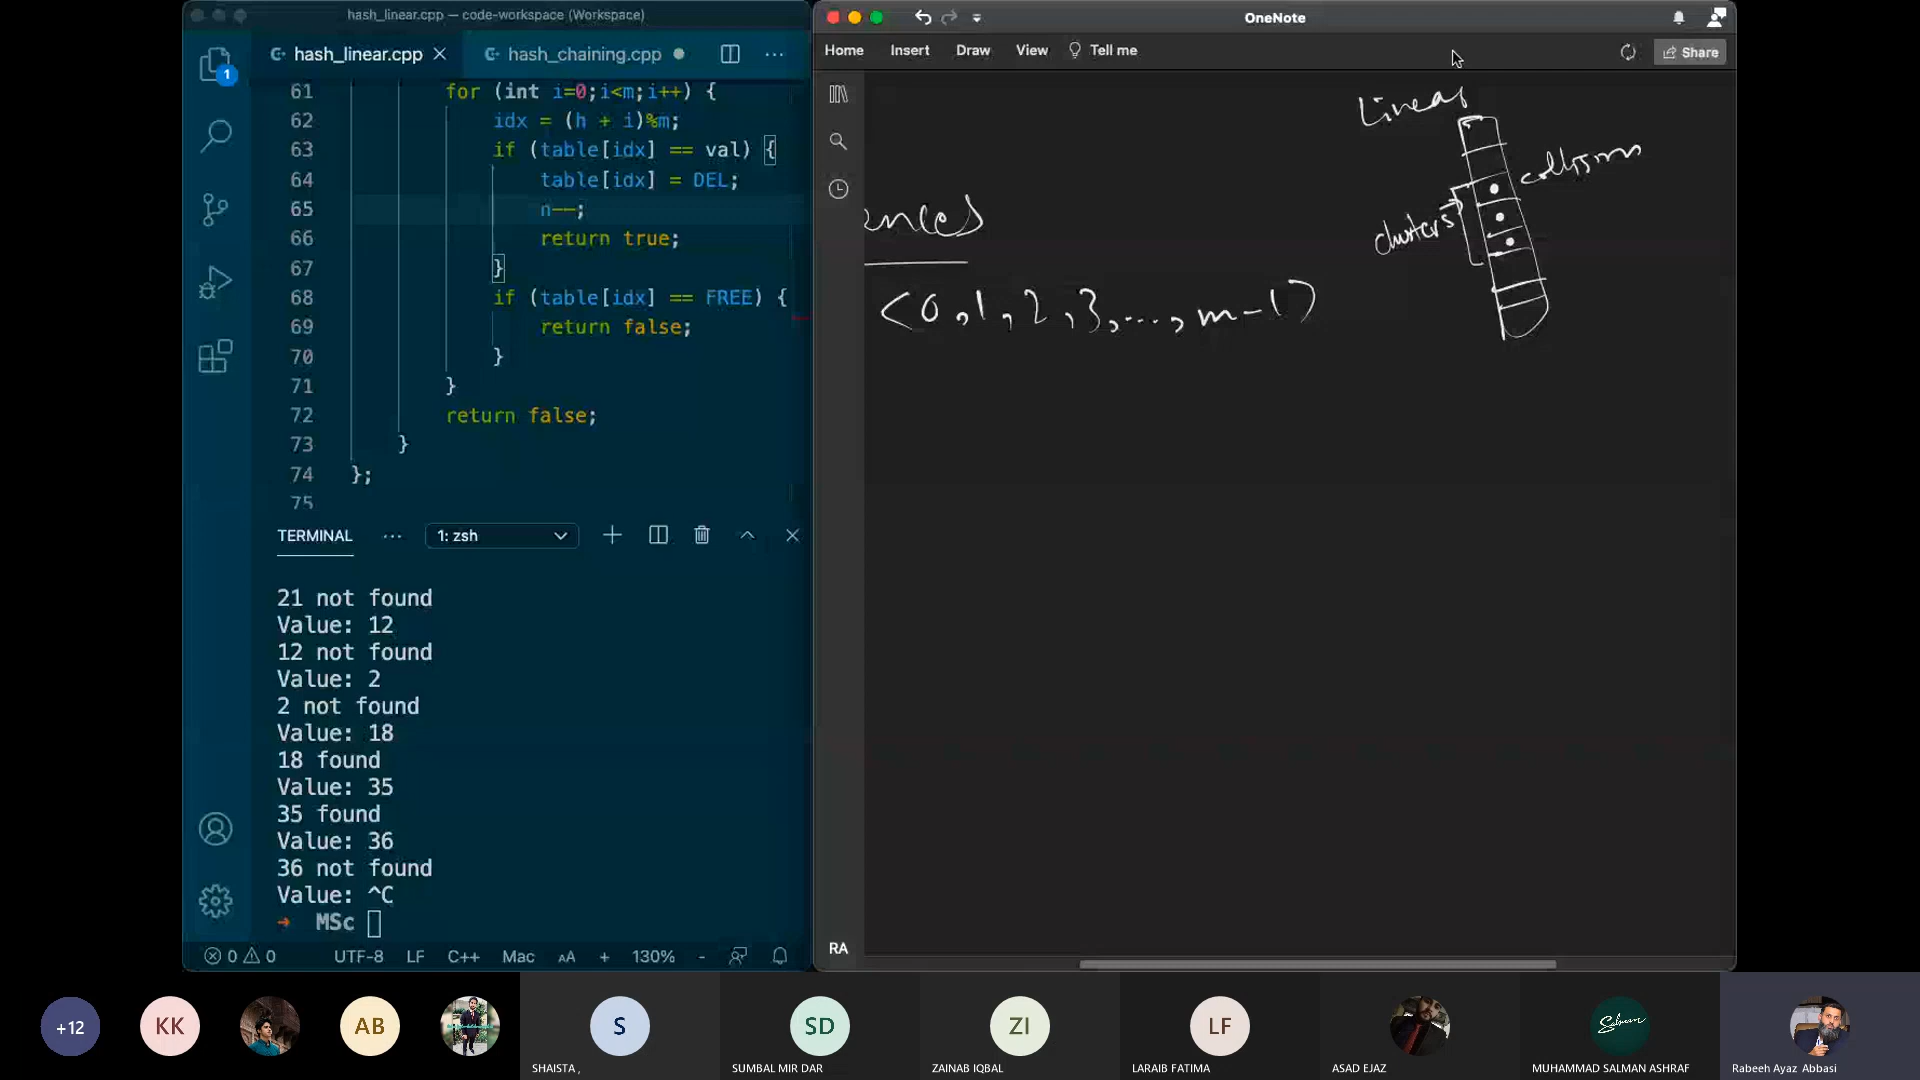 hash_linear.cpp — code-workspace (Workspace)
hash_linear.cpp
hash_chaining.cpp
1
61 for (int i=0;i<m;i++) {
62 idx = (h + i)%m;
63 if (table[idx] == val) {
64 table[idx] = DEL;
65 n--;
66 return true;
67 }
68 if (table[idx] == FREE) {
69 return false;
70 }
71 }
72 return false;
73 }
74 };
75
TERMINAL
1: zsh
21 not found
Value: 12
12 not found
Value: 2
2 not found
Value: 18
18 found
Value: 35
35 found
Value: 36
36 not found
Value: ^C
→ MSc
0 0 UTF-8 LF C++ Mac AA + 130% -
OneNote
Home Insert Draw View Tell me
Share
Linear
collisions
clusters
ences
<0,1,2,3,...,m-1>
RA
+12
KK
AB
S
SD
ZI
LF
Salman
SHAISTA ,
SUMBAL MIR DAR
ZAINAB IQBAL
LARAIB FATIMA
ASAD EJAZ
MUHAMMAD SALMAN ASHRAF
Rabeeh Ayaz Abbasi